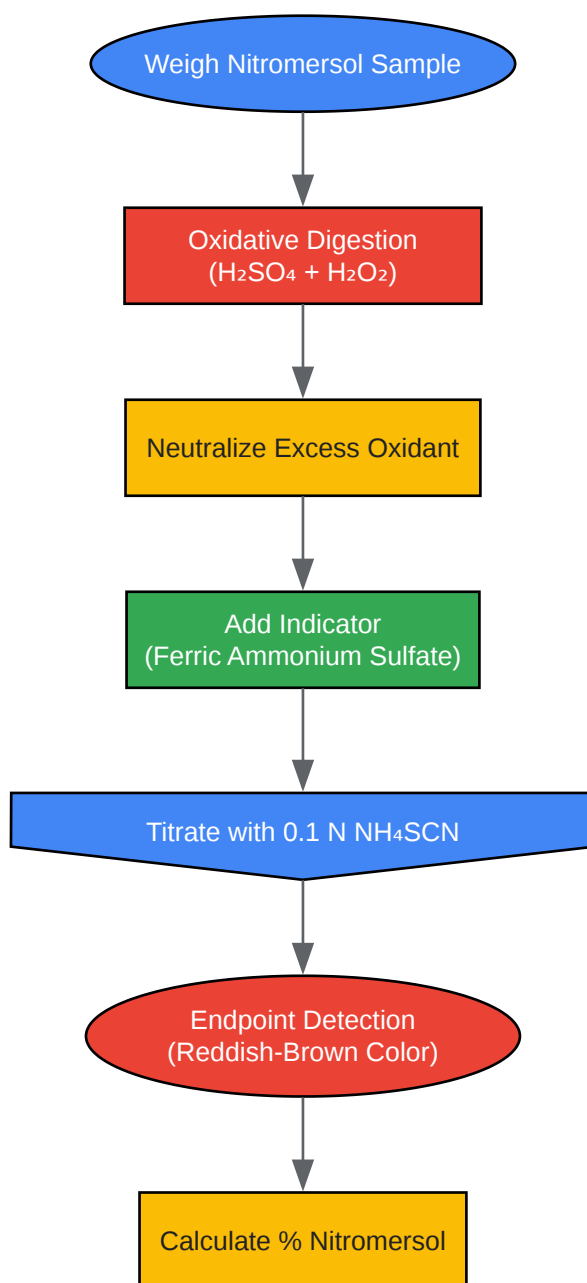 Weigh Nitromersol Sample
Oxidative Digestion
(H₂SO₄ + H₂O₂)
Neutralize Excess Oxidant
Add Indicator
(Ferric Ammonium Sulfate)
Titrate with 0.1 N NH₄SCN
Endpoint Detection
(Reddish-Brown Color)
Calculate % Nitromersol